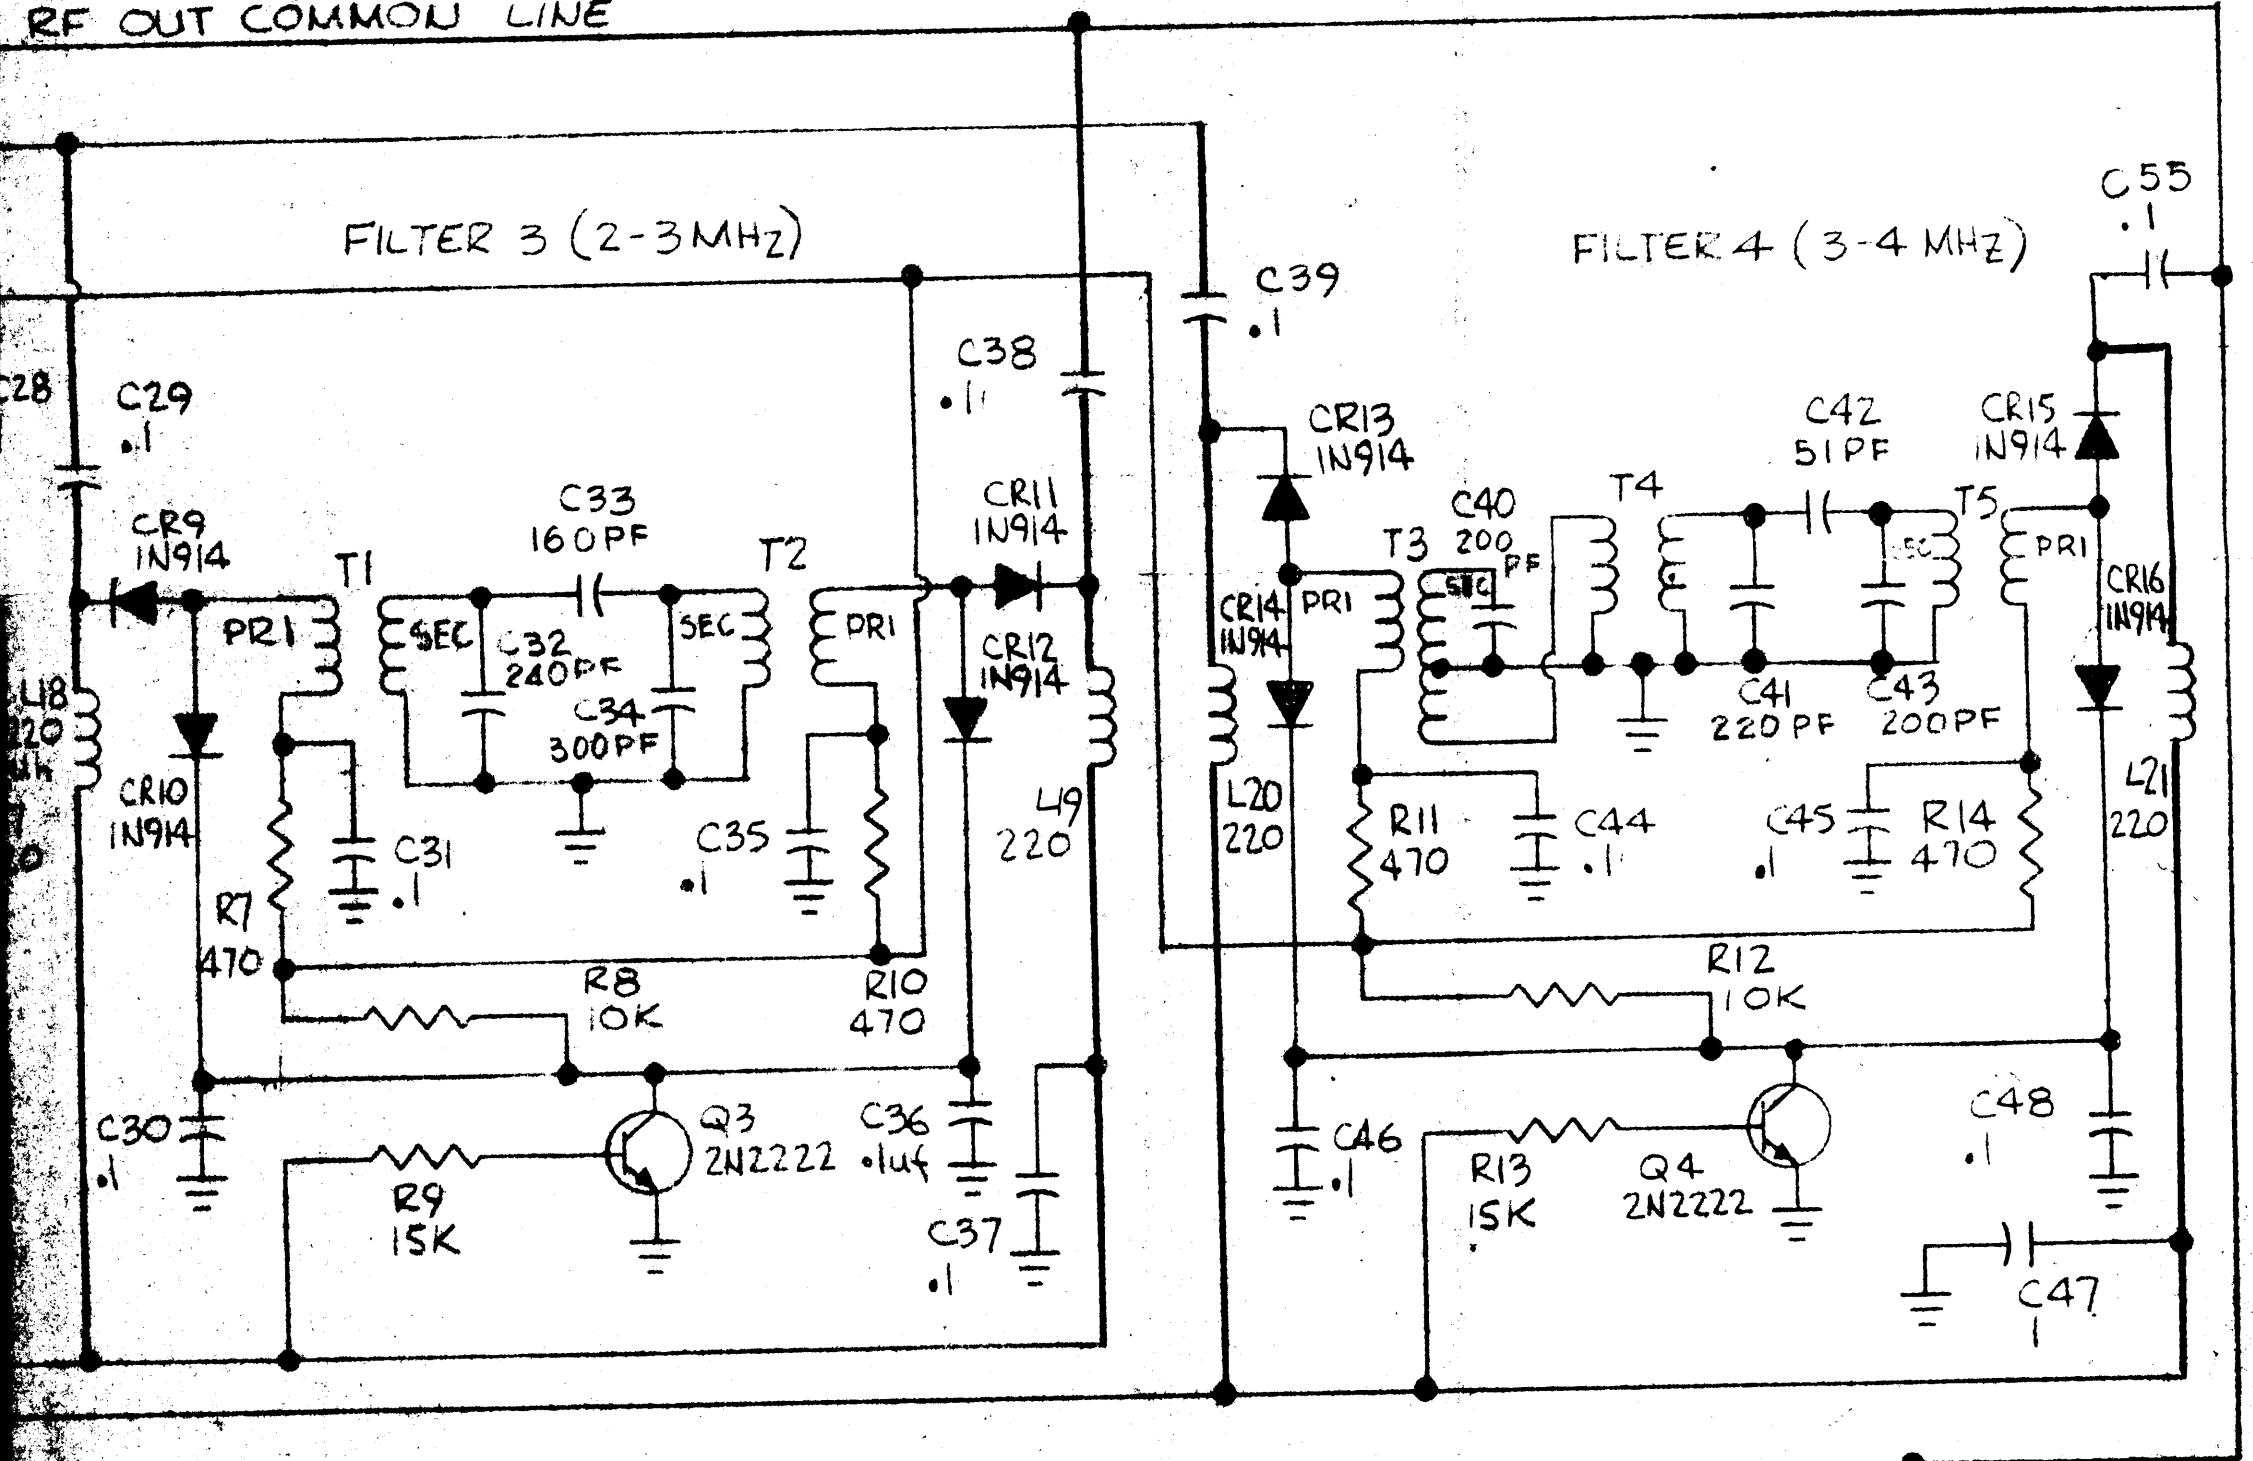 RF OUT COMMON LINE
FILTER 3 (2-3MHz)
FILTER 4 (3-4 MHZ)
C55
.1
C28
C29
.1
C38
.1
C39
.1
CR9
1N914
T1
C33
160PF
T2
CR11
1N914
CR13
1N914
T3
C40
200
PF
T4
C42
51PF
CR15
1N914
T5
PRI
SEC
C32
240PF
SEC
PRI
CR12
1N914
CR14
1N914
PRI
SEC
SEC
PRI
CR16
1N914
C34
300PF
C41
220PF
C43
200PF
L18
220
uh
CR10
1N914
C31
.1
C35
.1
L19
220
L20
220
R11
470
C44
.1
C45
.1
R14
470
L21
220
R7
470
R8
10K
R10
470
R12
10K
C30
.1
R9
15K
Q3
2N2222
C36
.1uf
C37
.1
C46
.1
R13
15K
Q4
2N2222
C48
.1
C47
1